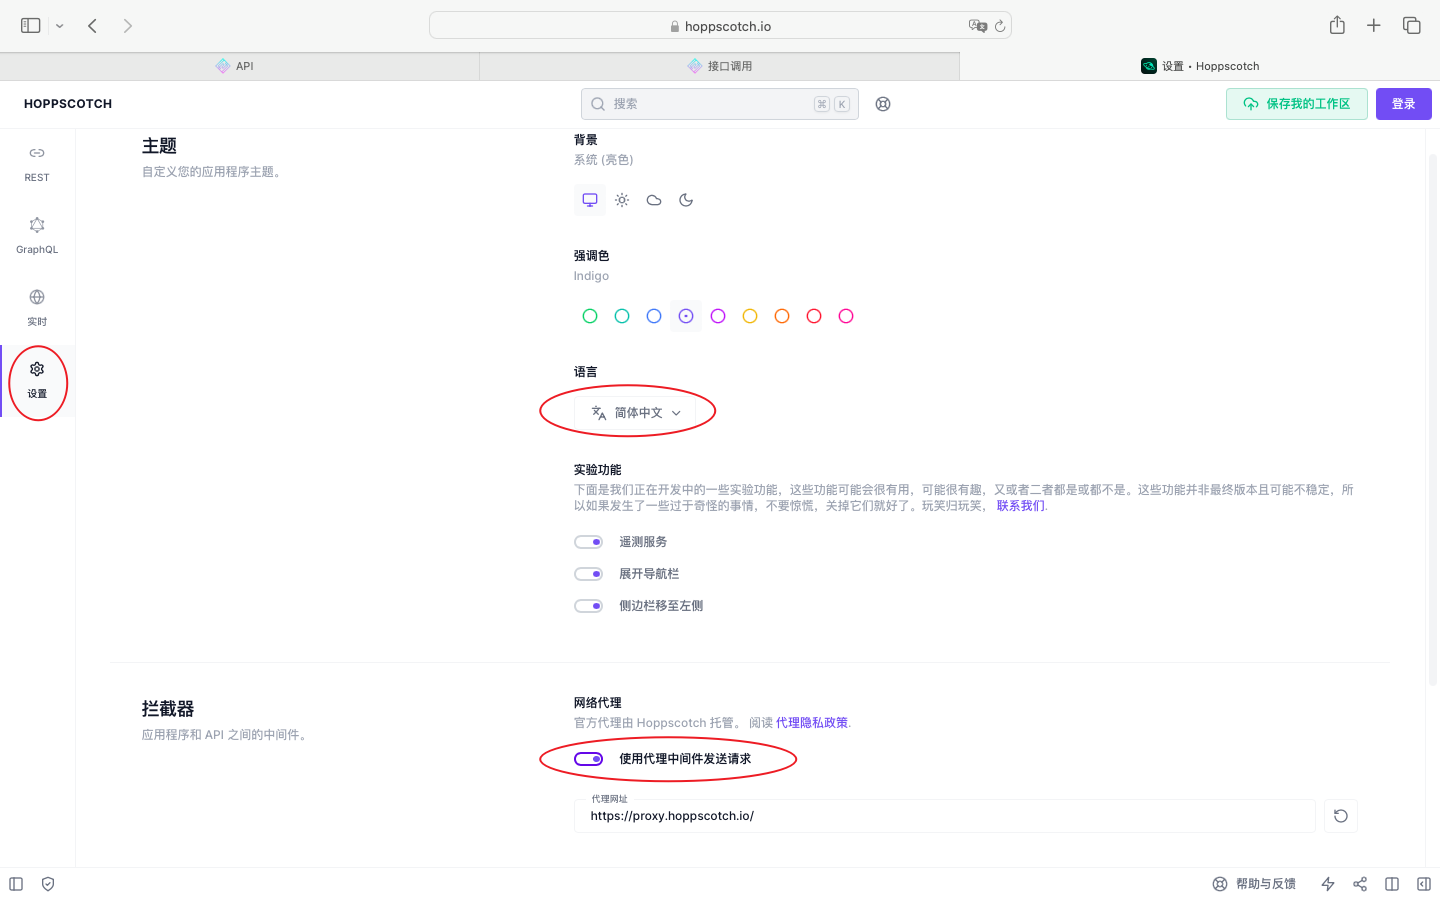 hoppscotch.io
API
接口调用
设置 • Hoppscotch
HOPPSCOTCH
搜索
⌘ K
保存我的工作区
登录
REST
GraphQL
实时
设置
主题
自定义您的应用程序主题。
背景
系统 (亮色)
强调色
Indigo
语言
简体中文
实验功能
下面是我们正在开发中的一些实验功能，这些功能可能会很有用，可能很有趣，又或者二者都是或都不是。这些功能并非最终版本且可能不稳定，所
以如果发生了一些过于奇怪的事情，不要惊慌，关掉它们就好了。玩笑归玩笑， 联系我们.
遥测服务
展开导航栏
侧边栏移至左侧
拦截器
应用程序和 API 之间的中间件。
网络代理
官方代理由 Hoppscotch 托管。 阅读 代理隐私政策.
使用代理中间件发送请求
代理网址
https://proxy.hoppscotch.io/
帮助与反馈